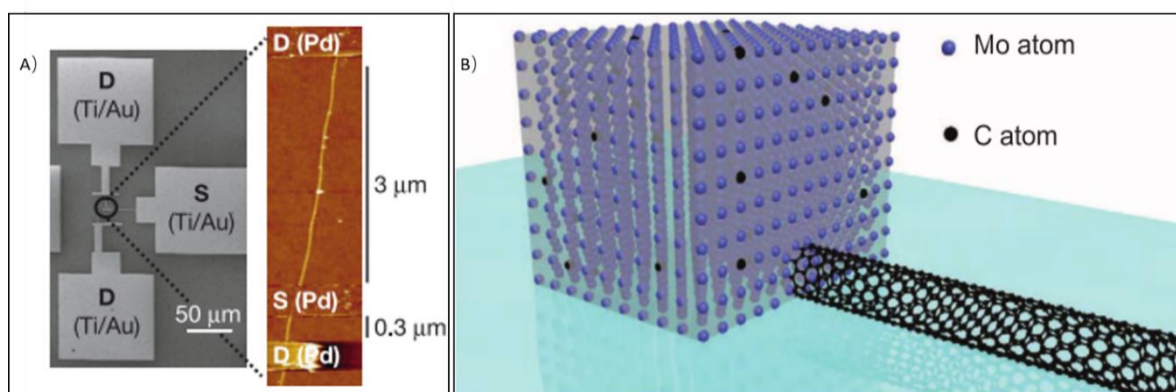 A)
D
(Ti/Au)
S
(Ti/Au)
D
(Ti/Au)
50 μm
D (Pd)
3 μm
S (Pd)
0.3 μm
D (Pd)
B)
Mo atom
C atom